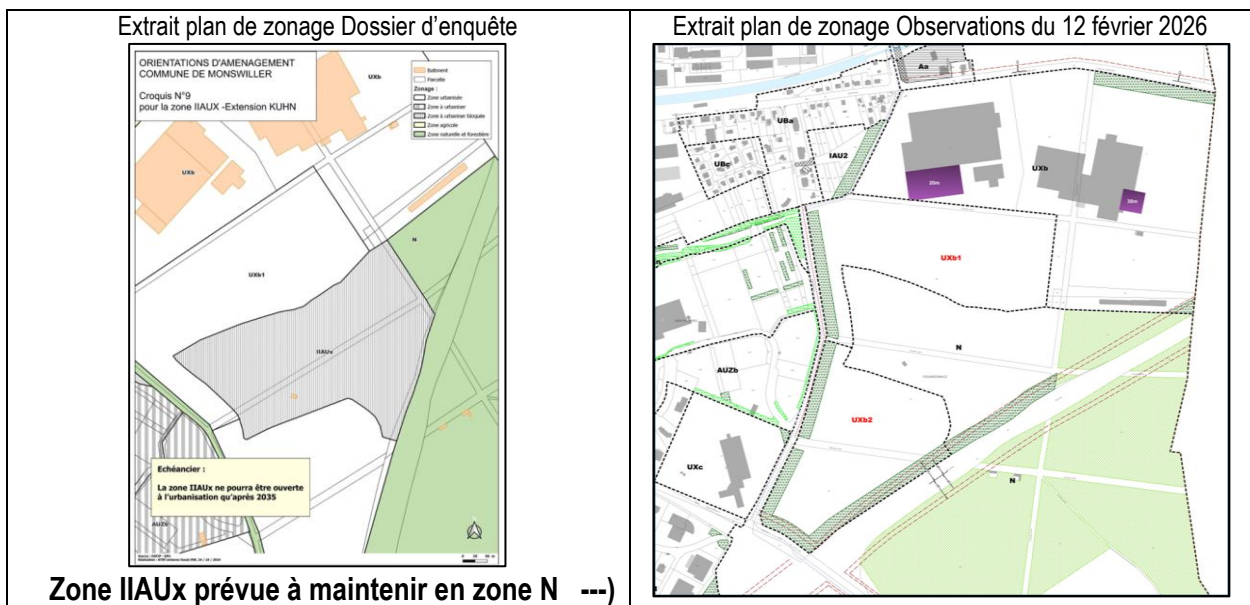 Extrait plan de zonage Dossier d'enquête
ORIENTATIONS D'AMENAGEMENT
COMMUNE DE MONSWILLER
Croquis N°9
pour la zone IIAUX -Extension KUHN
UXb
Batiment
Parcelle
Zonage :
Zone urbanisée
Zone à urbaniser
Zone à urbaniser bloquée
Zone agricole
Zone naturelle et forestière
UXb
N
UXb1
IIAUx
Echéancier :
La zone IIAUx ne pourra être ouverte
à l'urbanisation qu'après 2035
AUZb
Zone IIAUx prévue à maintenir en zone N ---)
Extrait plan de zonage Observations du 12 février 2026
Aa
UBa
UBc
IAU2
UXb
20m
UXb1
N
AUZb
UXb2
UXc
N